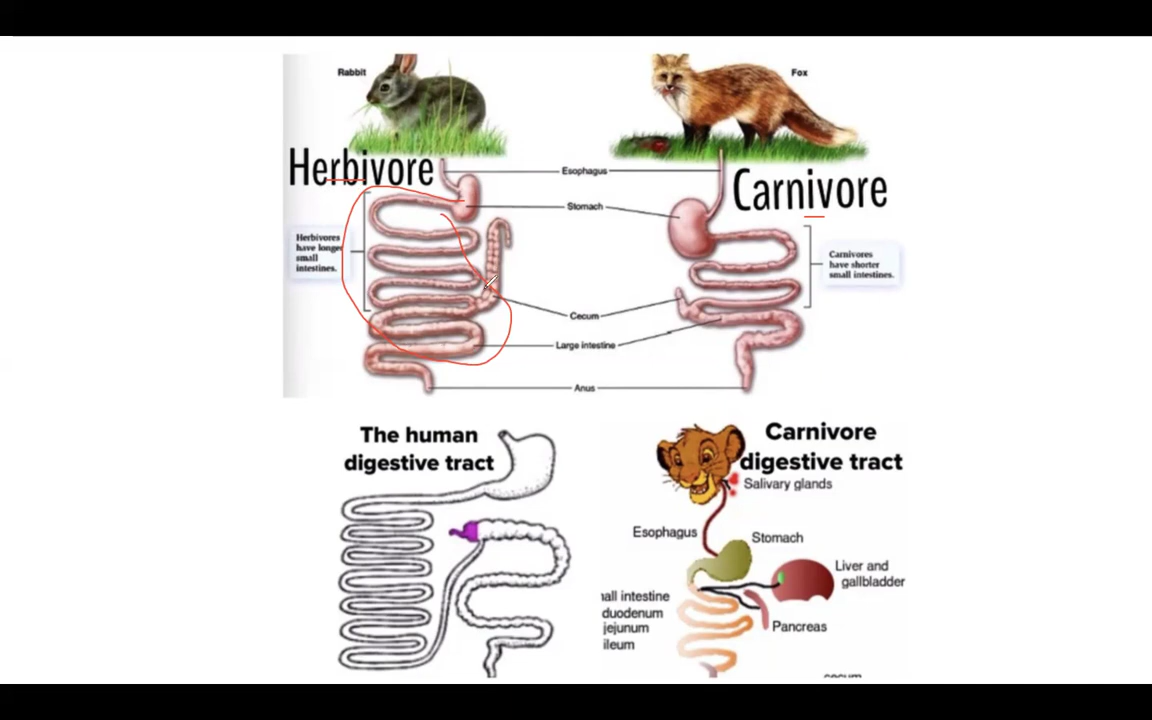 Rabbit
Fox
Herbivore
Esophagus
Carnivore
Stomach
Herbivores
have longer
small
intestines.
Carnivores
have shorter
small intestines.
Cecum
Large intestine
Anus
The human
digestive tract
Carnivore
digestive tract
Salivary glands
Esophagus
Stomach
Liver and
gallbladder
intestine
duodenum
jejunum
ileum
Pancreas